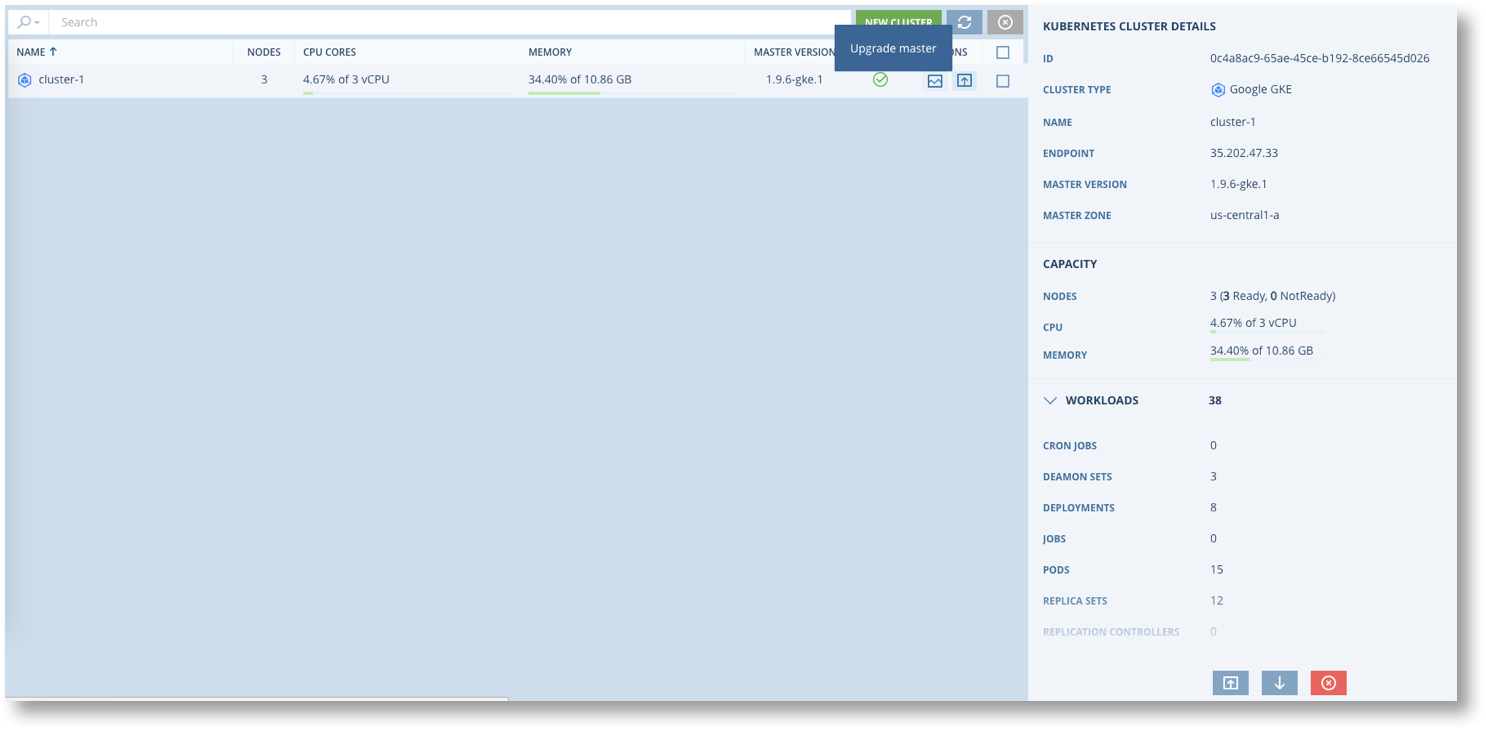 Search
NEW CLUSTER
Upgrade master
NAME NODES CPU CORES MEMORY MASTER VERSION
cluster-1 3 4.67% of 3 vCPU 34.40% of 10.86 GB 1.9.6-gke.1
KUBERNETES CLUSTER DETAILS
ID 0c4a8ac9-65ae-45ce-b192-8ce66545d026
CLUSTER TYPE Google GKE
NAME cluster-1
ENDPOINT 35.202.47.33
MASTER VERSION 1.9.6-gke.1
MASTER ZONE us-central1-a
CAPACITY
NODES 3 (3 Ready, 0 NotReady)
CPU 4.67% of 3 vCPU
MEMORY 34.40% of 10.86 GB
WORKLOADS 38
CRON JOBS 0
DEAMON SETS 3
DEPLOYMENTS 8
JOBS 0
PODS 15
REPLICA SETS 12
REPLICATION CONTROLLERS 0